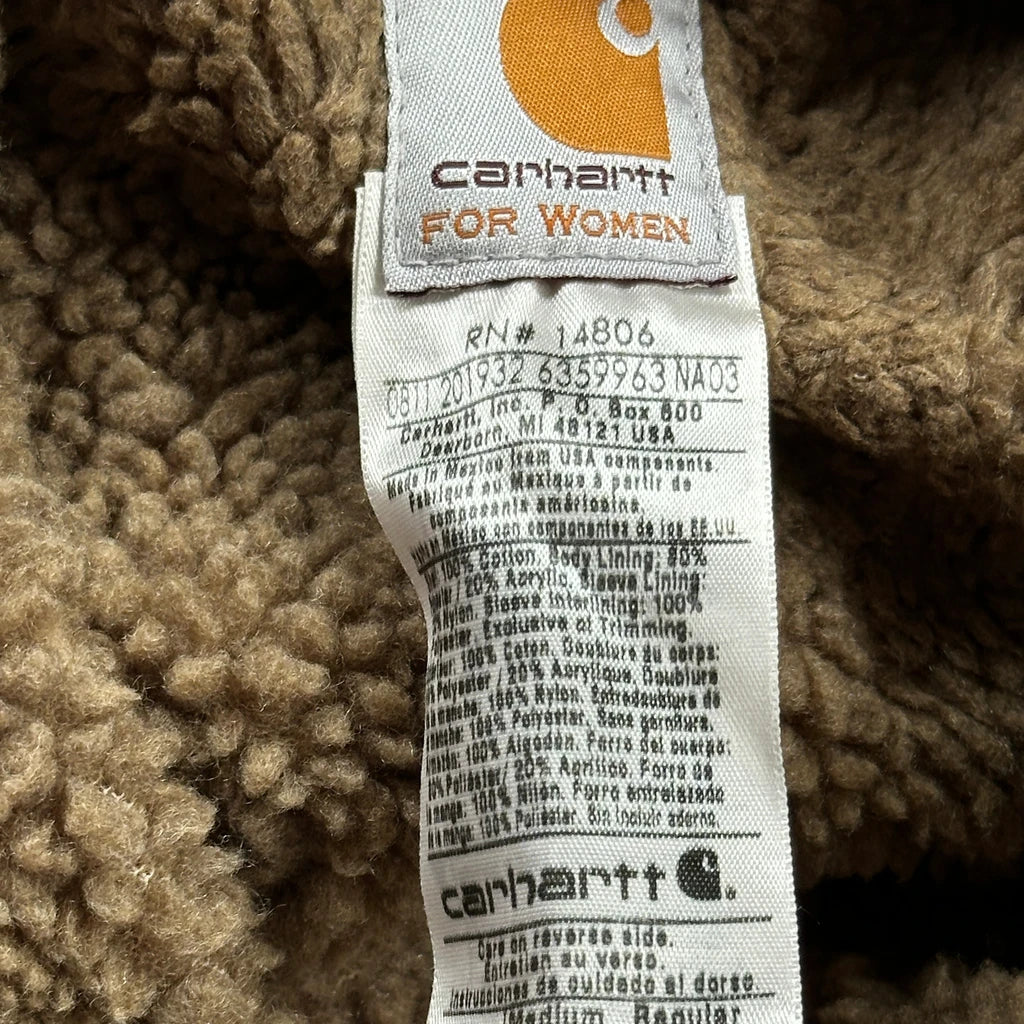 carhartt
FOR WOMEN
RN# 14806
0811 201932 6359963 NA03
Carhartt, Inc. P. O. Box 600
Dearborn, MI 48121 USA
Made in Mexico from USA components.
Fabriqué au Mexique à partir de
composants américains.
en México con componentes de los EE.UU.
100% Cotton. Body Lining: 80%
/ 20% Acrylic. Sleeve Lining:
Nylon. Sleeve Interlining: 100%
Exclusive of Trimming.
100% Coton. Doublure du corps:
Polyester / 20% Acrylique. Doublure
manche: 100% Nylon. Entredoublure de
100% Polyester. Sans garniture.
100% Algodón. Forro del cuerpo:
Poliéster/ 20% Acrílico. Forro de
manga: 100% Nilón. Forro entrelazado
manga: 100% Poliéster. Sin incluir adorno.
carhartt
Care on reverse side.
Entretien au verso.
Instrucciones de cuidado al dorso.
Medium Regular